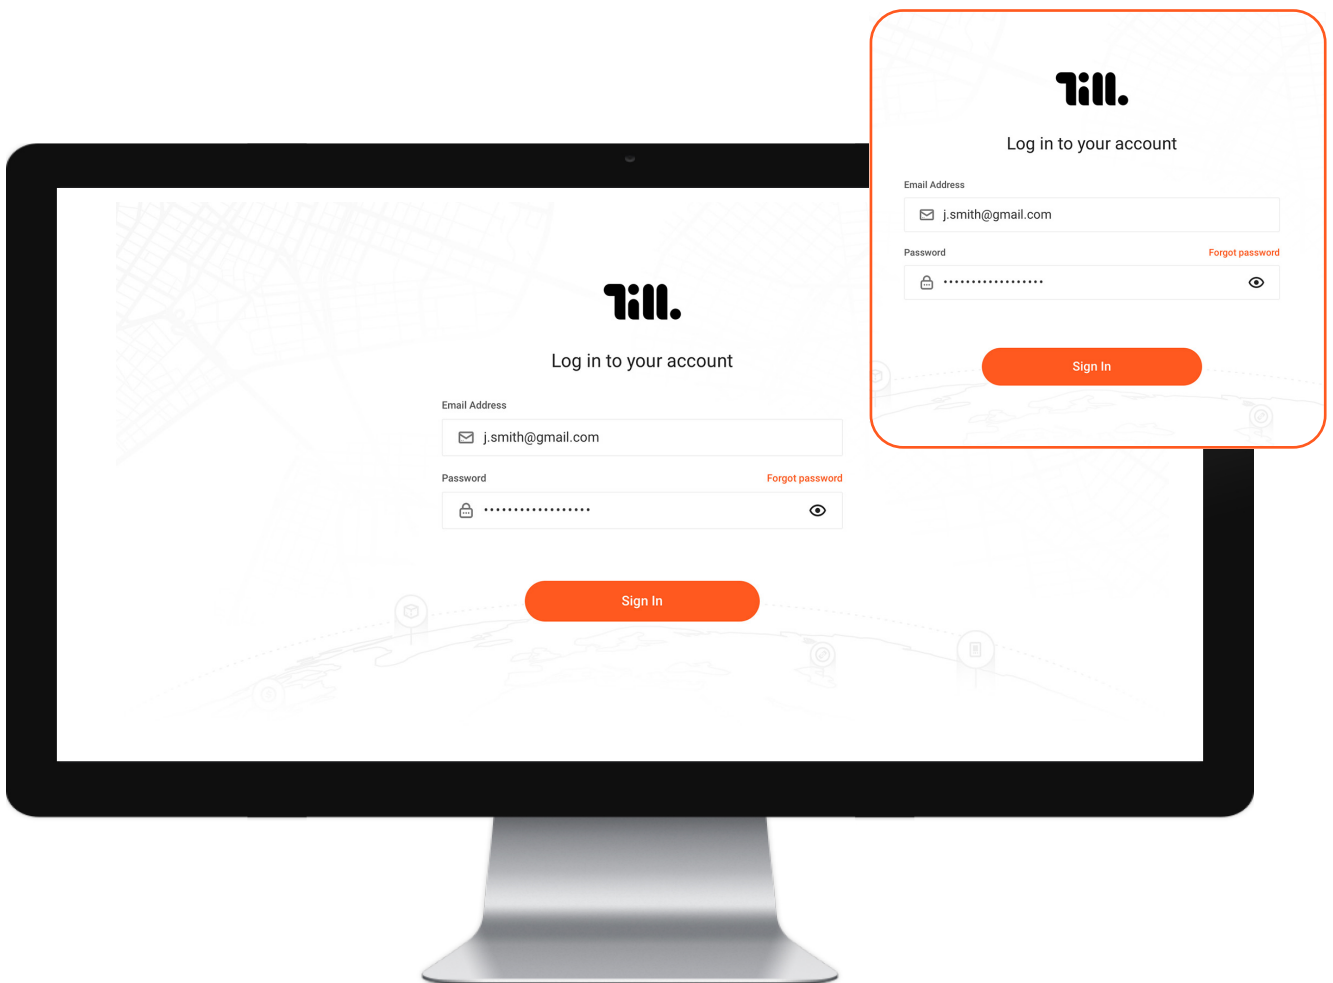 Till.
Log in to your account
Email Address
j.smith@gmail.com
Password
Forgot password
••••••••••••••••••
Sign In
Till.
Log in to your account
Email Address
j.smith@gmail.com
Password
Forgot password
••••••••••••••••••
Sign In